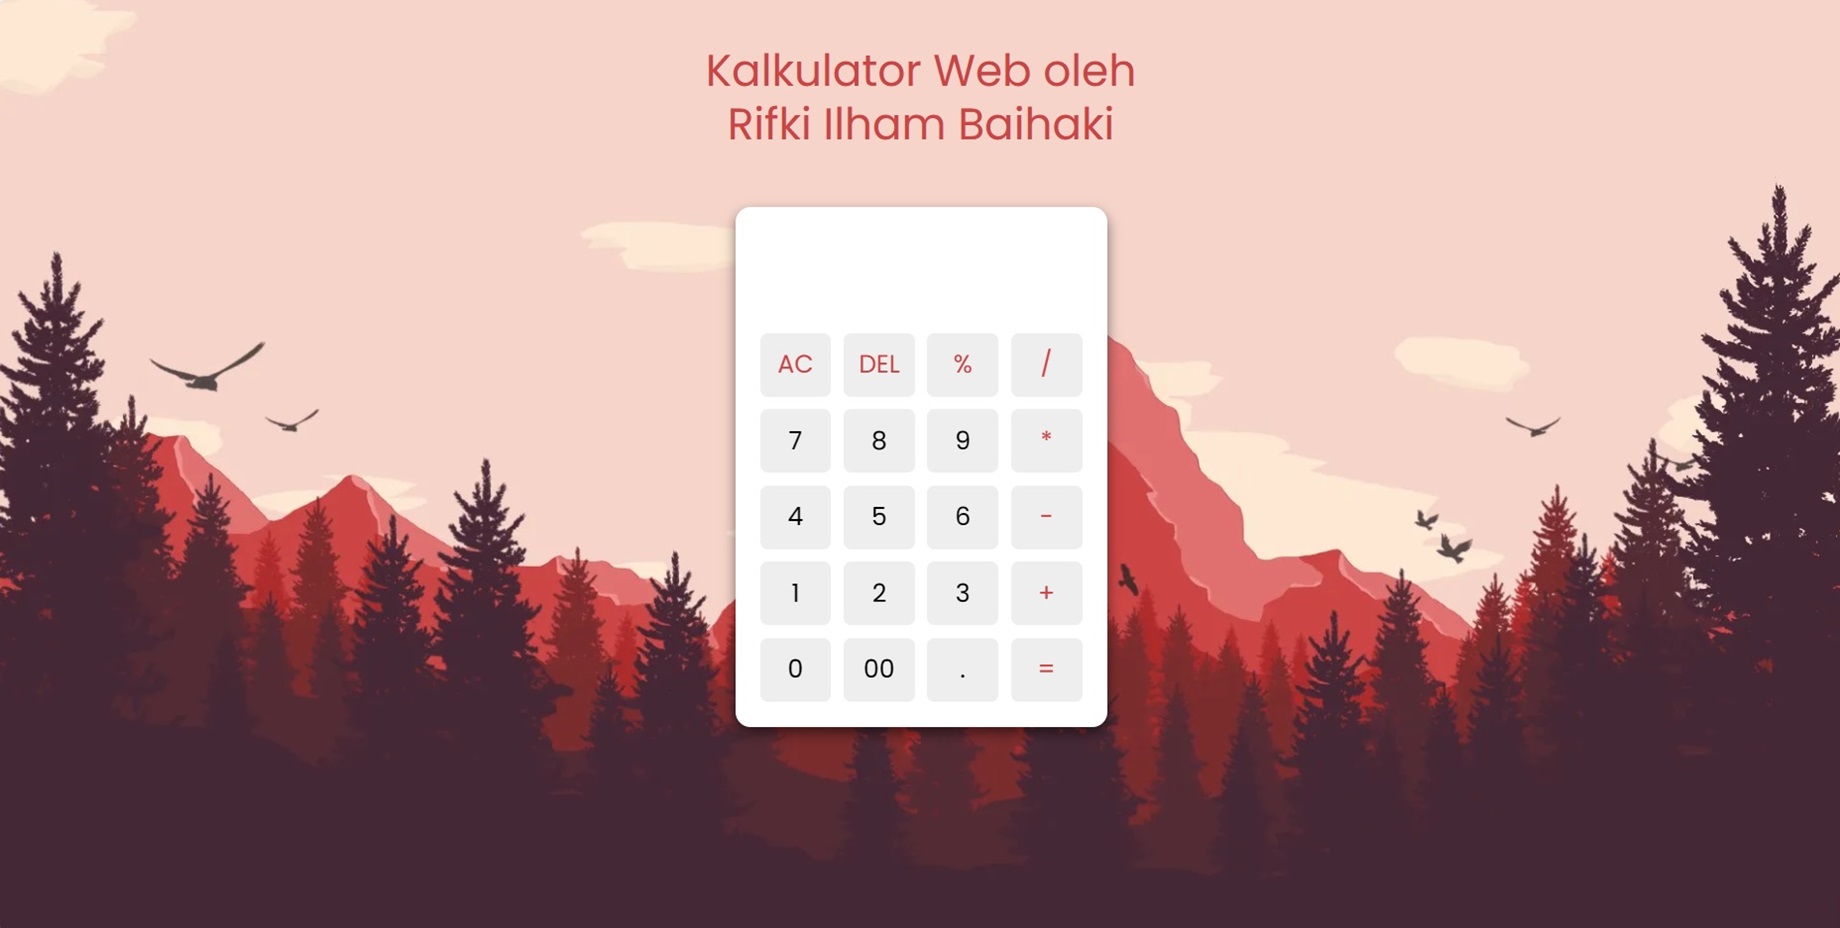 Kalkulator Web oleh
Rifki Ilham Baihaki
AC DEL % /
7 8 9 *
4 5 6 -
1 2 3 +
0 00 . =